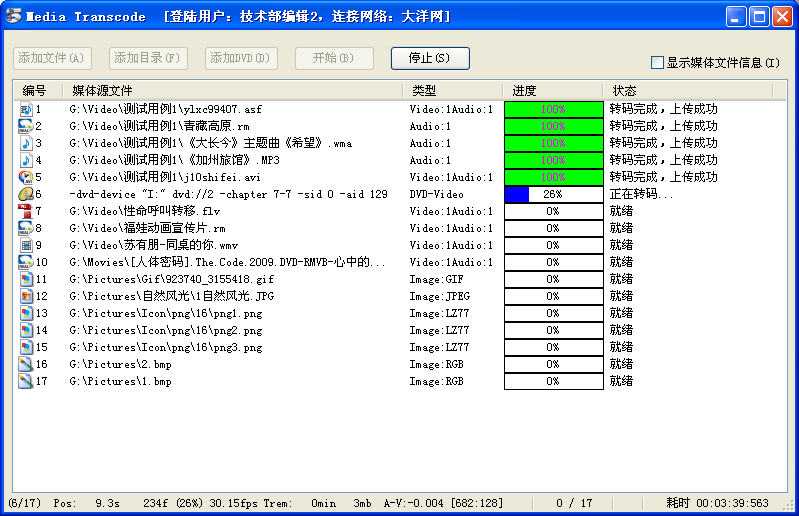 Media Transcode [登陆用户: 技术部编辑2, 连接网络: 大洋网]
添加文件(A) 添加目录(F) 添加DVD(D) 开始(B) 停止(S) 显示媒体文件信息(I)
编号 媒体源文件 类型 进度 状态
1 G:\Video\测试用例1\ylxc99407.asf Video:1Audio:1 100% 转码完成，上传成功
2 G:\Video\测试用例1\青藏高原.rm Audio:1 100% 转码完成，上传成功
3 G:\Video\测试用例1\《大长今》主题曲《希望》.wma Audio:1 100% 转码完成，上传成功
4 G:\Video\测试用例1\《加州旅馆》.MP3 Audio:1 100% 转码完成，上传成功
5 G:\Video\测试用例1\jl0shifei.avi Video:1Audio:1 100% 转码完成，上传成功
6 -dvd-device "I:" dvd://2 -chapter 7-7 -sid 0 -aid 129 DVD-Video 26% 正在转码...
7 G:\Video\性命呼叫转移.flv Video:1Audio:1 0% 就绪
8 G:\Video\福娃动画宣传片.rm Video:1Audio:1 0% 就绪
9 G:\Video\苏有朋-同桌的你.wmv Video:1Audio:1 0% 就绪
10 G:\Movies\[人体密码].The.Code.2009.DVD-RMVB-心中的... Video:1Audio:1 0% 就绪
11 G:\Pictures\Gif\923740_3155418.gif Image:GIF 0% 就绪
12 G:\Pictures\自然风光\1自然风光.JPG Image:JPEG 0% 就绪
13 G:\Pictures\Icon\png\16\png1.png Image:LZ77 0% 就绪
14 G:\Pictures\Icon\png\16\png2.png Image:LZ77 0% 就绪
15 G:\Pictures\Icon\png\16\png3.png Image:LZ77 0% 就绪
16 G:\Pictures\2.bmp Image:RGB 0% 就绪
17 G:\Pictures\1.bmp Image:RGB 0% 就绪
(6/17) Pos: 9.3s 234f (26%) 30.15fps Trem: 0min 3mb A-V:-0.004 [682:128] 0 / 17 耗时 00:03:39:563